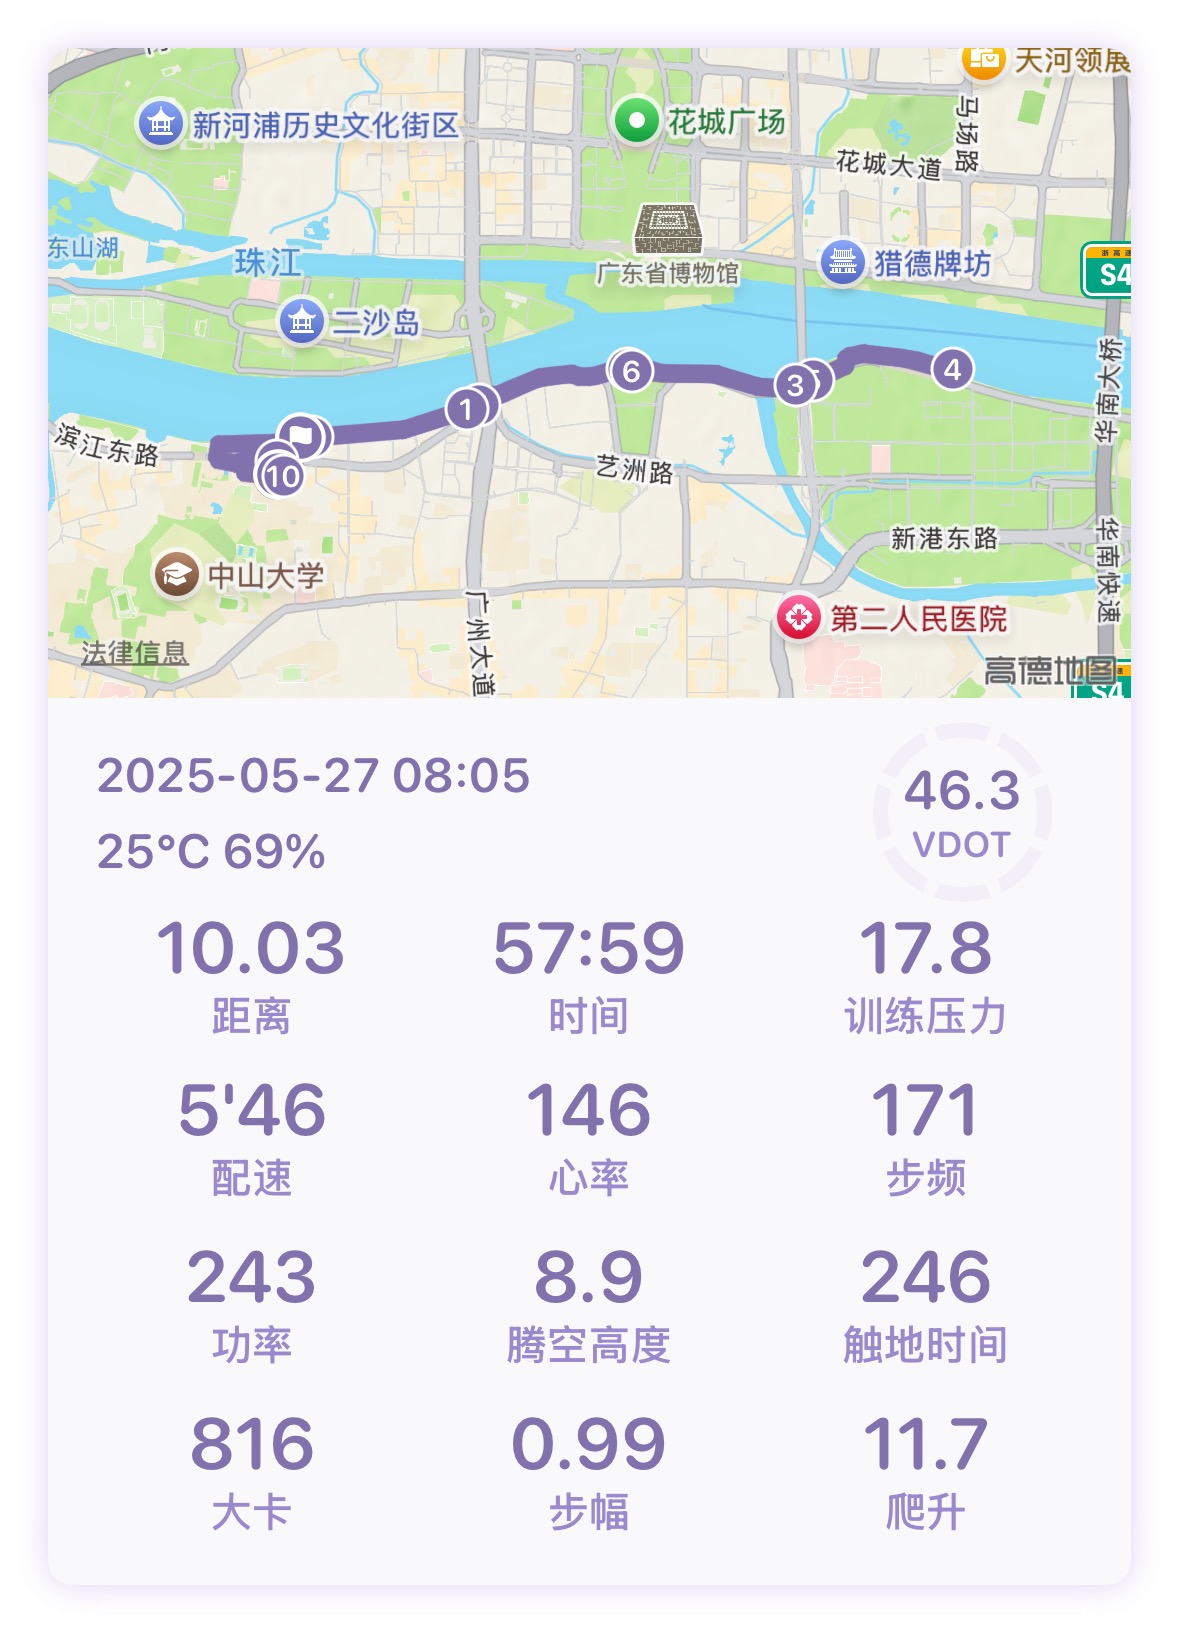 天河领展
马场路
新河浦历史文化街区
花城广场
花城大道
东山湖
珠江
广东省博物馆
猎德牌坊
S4
二沙岛
华南大桥
6
4
3
1
滨江东路
10
艺洲路
新港东路
华南快速
中山大学
第二人民医院
广州大道
法律信息
高德地图
S4
2025-05-27 08:05
25°C 69%
46.3
VDOT
10.03 57:59 17.8
距离 时间 训练压力
5'46 146 171
配速 心率 步频
243 8.9 246
功率 腾空高度 触地时间
816 0.99 11.7
大卡 步幅 爬升